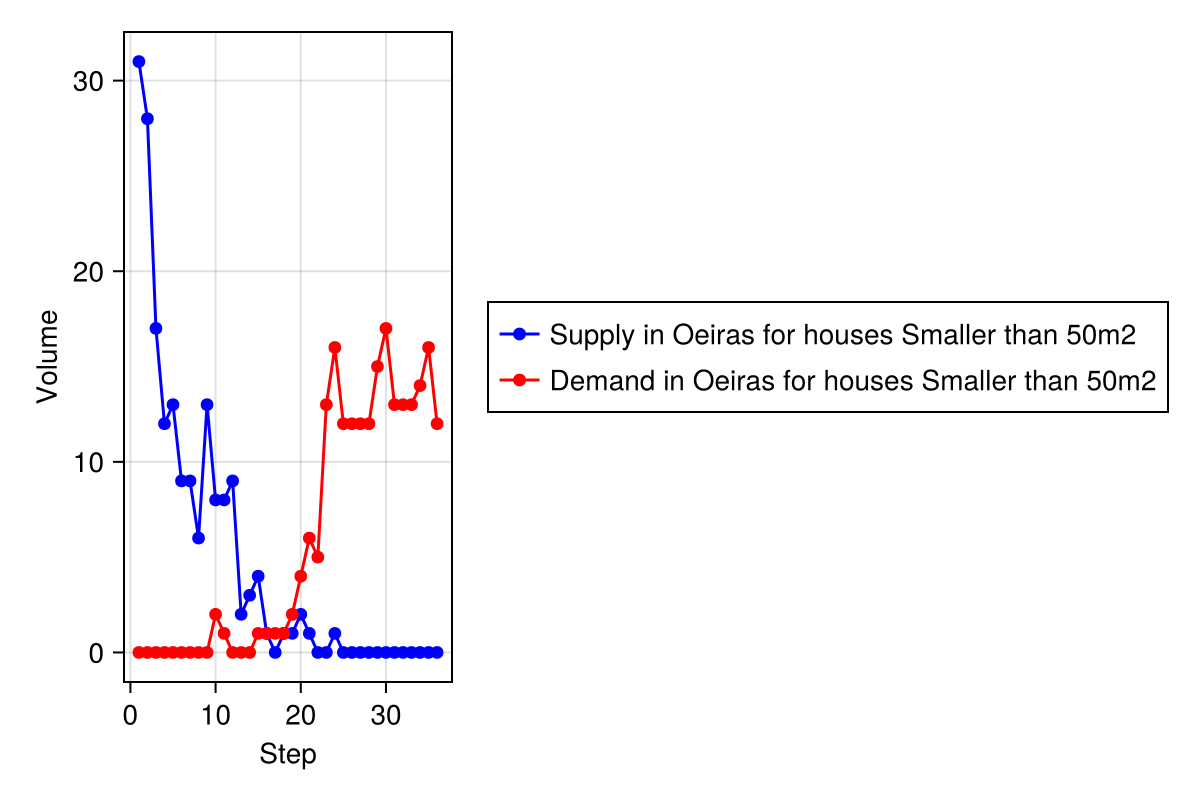 30
20
10
0
Volume
0 10 20 30
Step
Supply in Oeiras for houses Smaller than 50m2
Demand in Oeiras for houses Smaller than 50m2